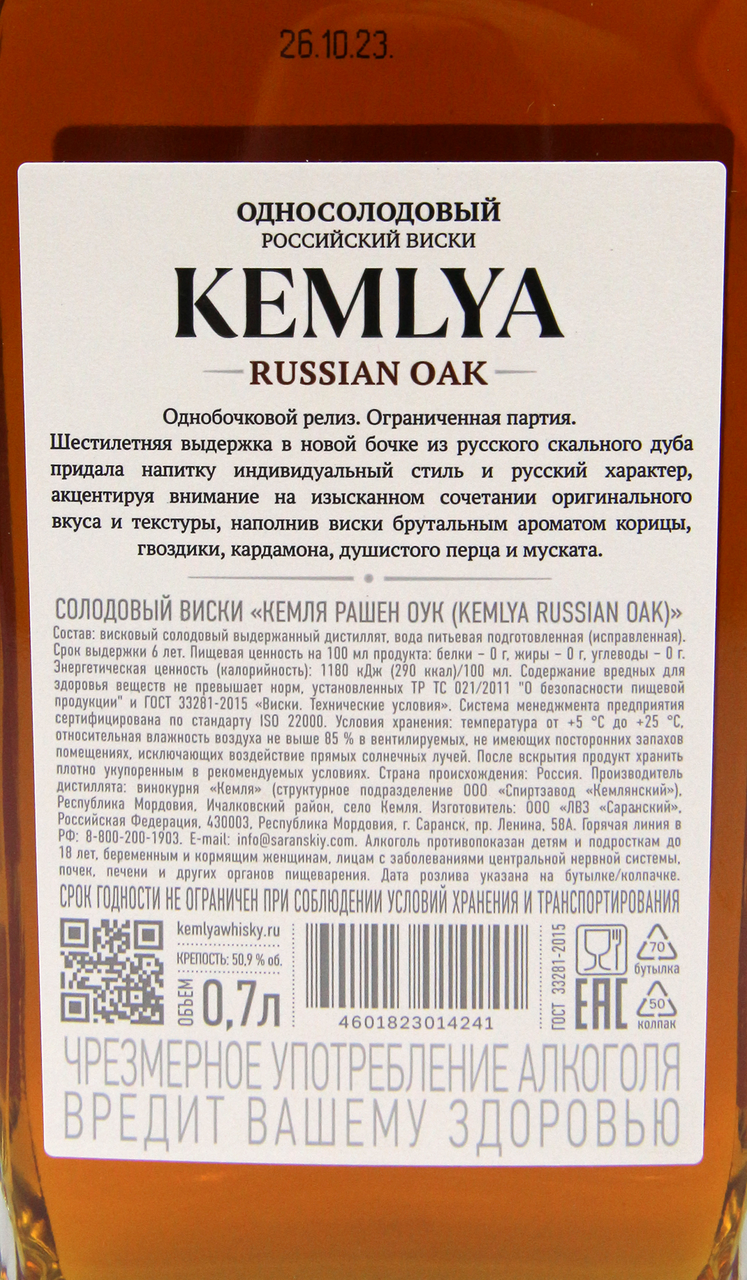 26.10.23.
ОДНОСОЛОДОВЫЙ
РОССИЙСКИЙ ВИСКИ
KEMLYA
RUSSIAN OAK
Однобочковой релиз. Ограниченная партия.
Шестилетняя выдержка в новой бочке из русского скального дуба
придала напитку индивидуальный стиль и русский характер,
акцентируя внимание на изысканном сочетании оригинального
вкуса и текстуры, наполнив виски брутальным ароматом корицы,
гвоздики, кардамона, душистого перца и муската.
СОЛОДОВЫЙ ВИСКИ «КЕМЛЯ РАШЕН ОУК (KEMLYA RUSSIAN OAK)»
Состав: висковый солодовый выдержанный дистиллят, вода питьевая подготовленная (исправленная).
Срок выдержки 6 лет. Пищевая ценность на 100 мл продукта: белки – 0 г, жиры – 0 г, углеводы – 0 г.
Энергетическая ценность (калорийность): 1180 кДж (290 ккал)/100 мл. Содержание вредных для
здоровья веществ не превышает норм, установленных ТР ТС 021/2011 "О безопасности пищевой
продукции" и ГОСТ 33281-2015 «Виски. Технические условия». Система менеджмента предприятия
сертифицирована по стандарту ISO 22000. Условия хранения: температура от +5 °С до +25 °С,
относительная влажность воздуха не выше 85 % в вентилируемых, не имеющих посторонних запахов
помещениях, исключающих воздействие прямых солнечных лучей. После вскрытия продукт хранить
плотно укупоренным в рекомендуемых условиях. Страна происхождения: Россия. Производитель
дистиллята: винокурня «Кемля» (структурное подразделение ООО «Спиртзавод «Кемлянский»),
Республика Мордовия, Ичалковский район, село Кемля. Изготовитель: ООО «ЛВЗ «Саранский»,
Российская Федерация, 430003, Республика Мордовия, г. Саранск, пр. Ленина, 58А. Горячая линия в
РФ: 8-800-200-1903. E-mail: info@saranskiy.com. Алкоголь противопоказан детям и подросткам до
18 лет, беременным и кормящим женщинам, лицам с заболеваниями центральной нервной системы,
почек, печени и других органов пищеварения. Дата розлива указана на бутылке/колпачке.
СРОК ГОДНОСТИ НЕ ОГРАНИЧЕН ПРИ СОБЛЮДЕНИИ УСЛОВИЙ ХРАНЕНИЯ И ТРАНСПОРТИРОВАНИЯ
kemlyawhisky.ru
КРЕПОСТЬ: 50,9 % об.
ОБЪЕМ
0,7л
4601823014241
ГОСТ 33281-2015
EAC
70
бутылка
50
колпак
ЧРЕЗМЕРНОЕ УПОТРЕБЛЕНИЕ АЛКОГОЛЯ
ВРЕДИТ ВАШЕМУ ЗДОРОВЬЮ